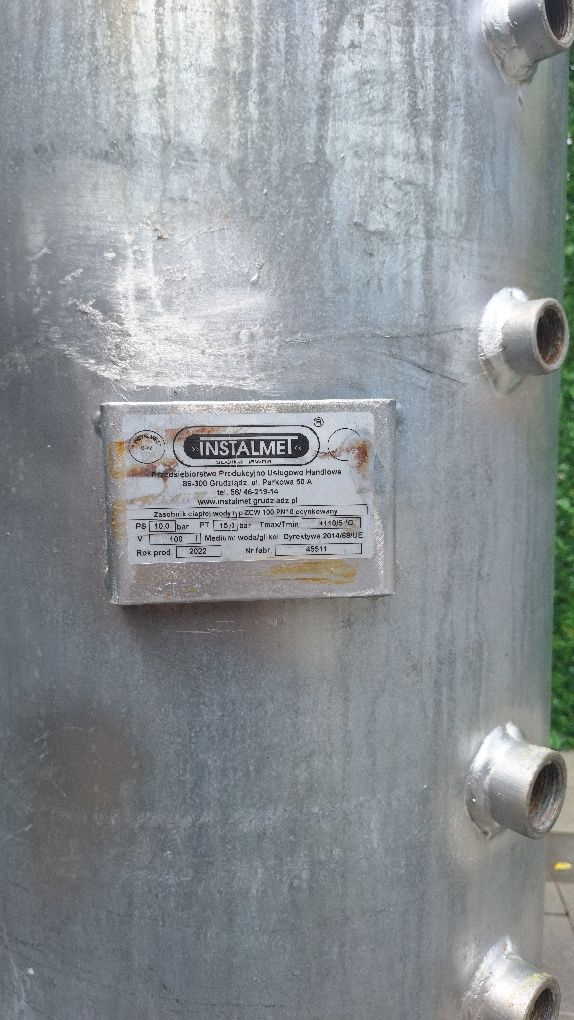 INSTALMET
®
Przedsiębiorstwo Produkcyjno Usługowo Handlowe
86-300 Grudziądz, ul. Parkowa 50 A
tel. 56/ 46-219-14
www.instalmet.grudziadz.pl
Zasobnik ciepłej wody typ ZCW 100 PN10 ocynkowany
PS 10,0 bar PT 15,0 bar Tmax/Tmin +110/5 °C
V 100 l Medium: woda/glikol Dyrektywa 2014/68/UE
Rok prod. 2022 Nr fabr. 45511